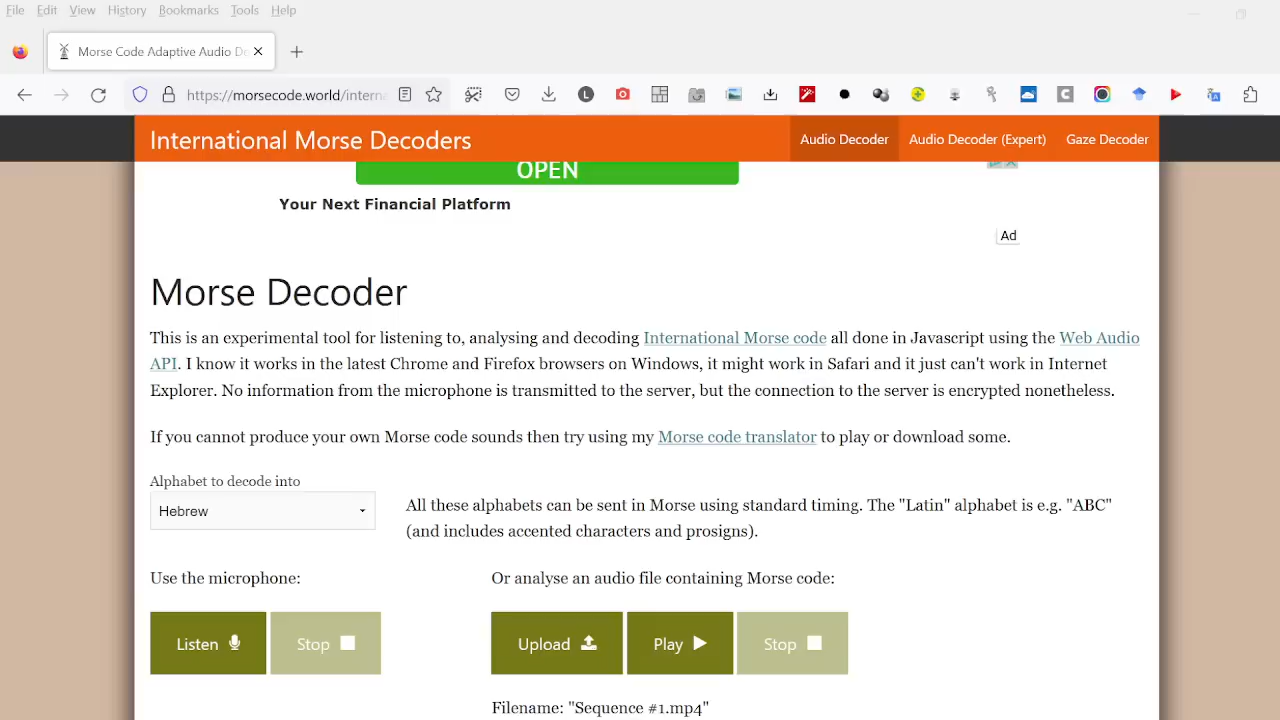 File Edit View History Bookmarks Tools Help
Morse Code Adaptive Audio De
https://morsecode.world/interna
International Morse Decoders
Audio Decoder Audio Decoder (Expert) Gaze Decoder
OPEN
Your Next Financial Platform
Ad
Morse Decoder
This is an experimental tool for listening to, analysing and decoding International Morse code all done in Javascript using the Web Audio
API. I know it works in the latest Chrome and Firefox browsers on Windows, it might work in Safari and it just can't work in Internet
Explorer. No information from the microphone is transmitted to the server, but the connection to the server is encrypted nonetheless.
If you cannot produce your own Morse code sounds then try using my Morse code translator to play or download some.
Alphabet to decode into
Hebrew
All these alphabets can be sent in Morse using standard timing. The "Latin" alphabet is e.g. "ABC"
(and includes accented characters and prosigns).
Use the microphone:
Or analyse an audio file containing Morse code:
Listen Stop
Upload Play Stop
Filename: "Sequence #1.mp4"